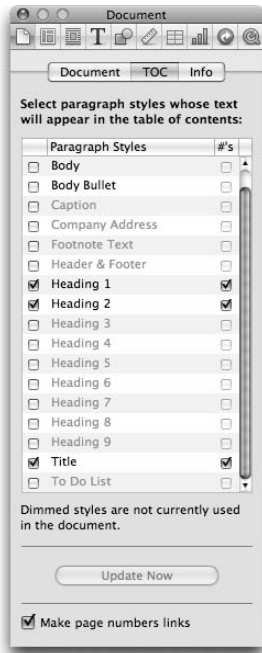 Document
Document TOC Info
Select paragraph styles whose text
will appear in the table of contents:
Paragraph Styles #'s
Body
Body Bullet
Caption
Company Address
Footnote Text
Header & Footer
Heading 1
Heading 2
Heading 3
Heading 4
Heading 5
Heading 6
Heading 7
Heading 8
Heading 9
Title
To Do List
Dimmed styles are not currently used
in the document.
Update Now
Make page numbers links